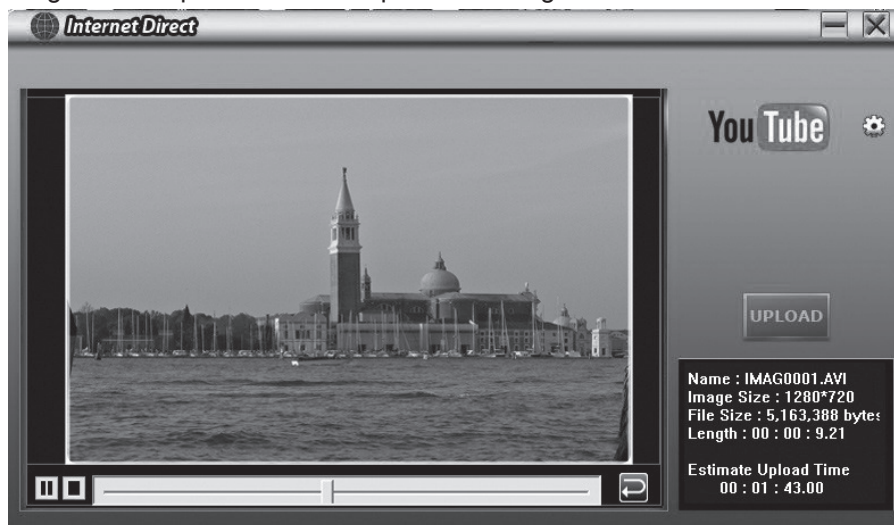 Internet Direct
You Tube
UPLOAD
Name : IMAG0001.AVI
Image Size : 1280*720
File Size : 5,163,388 bytes
Length : 00 : 00 : 9.21
Estimate Upload Time
00 : 01 : 43.00